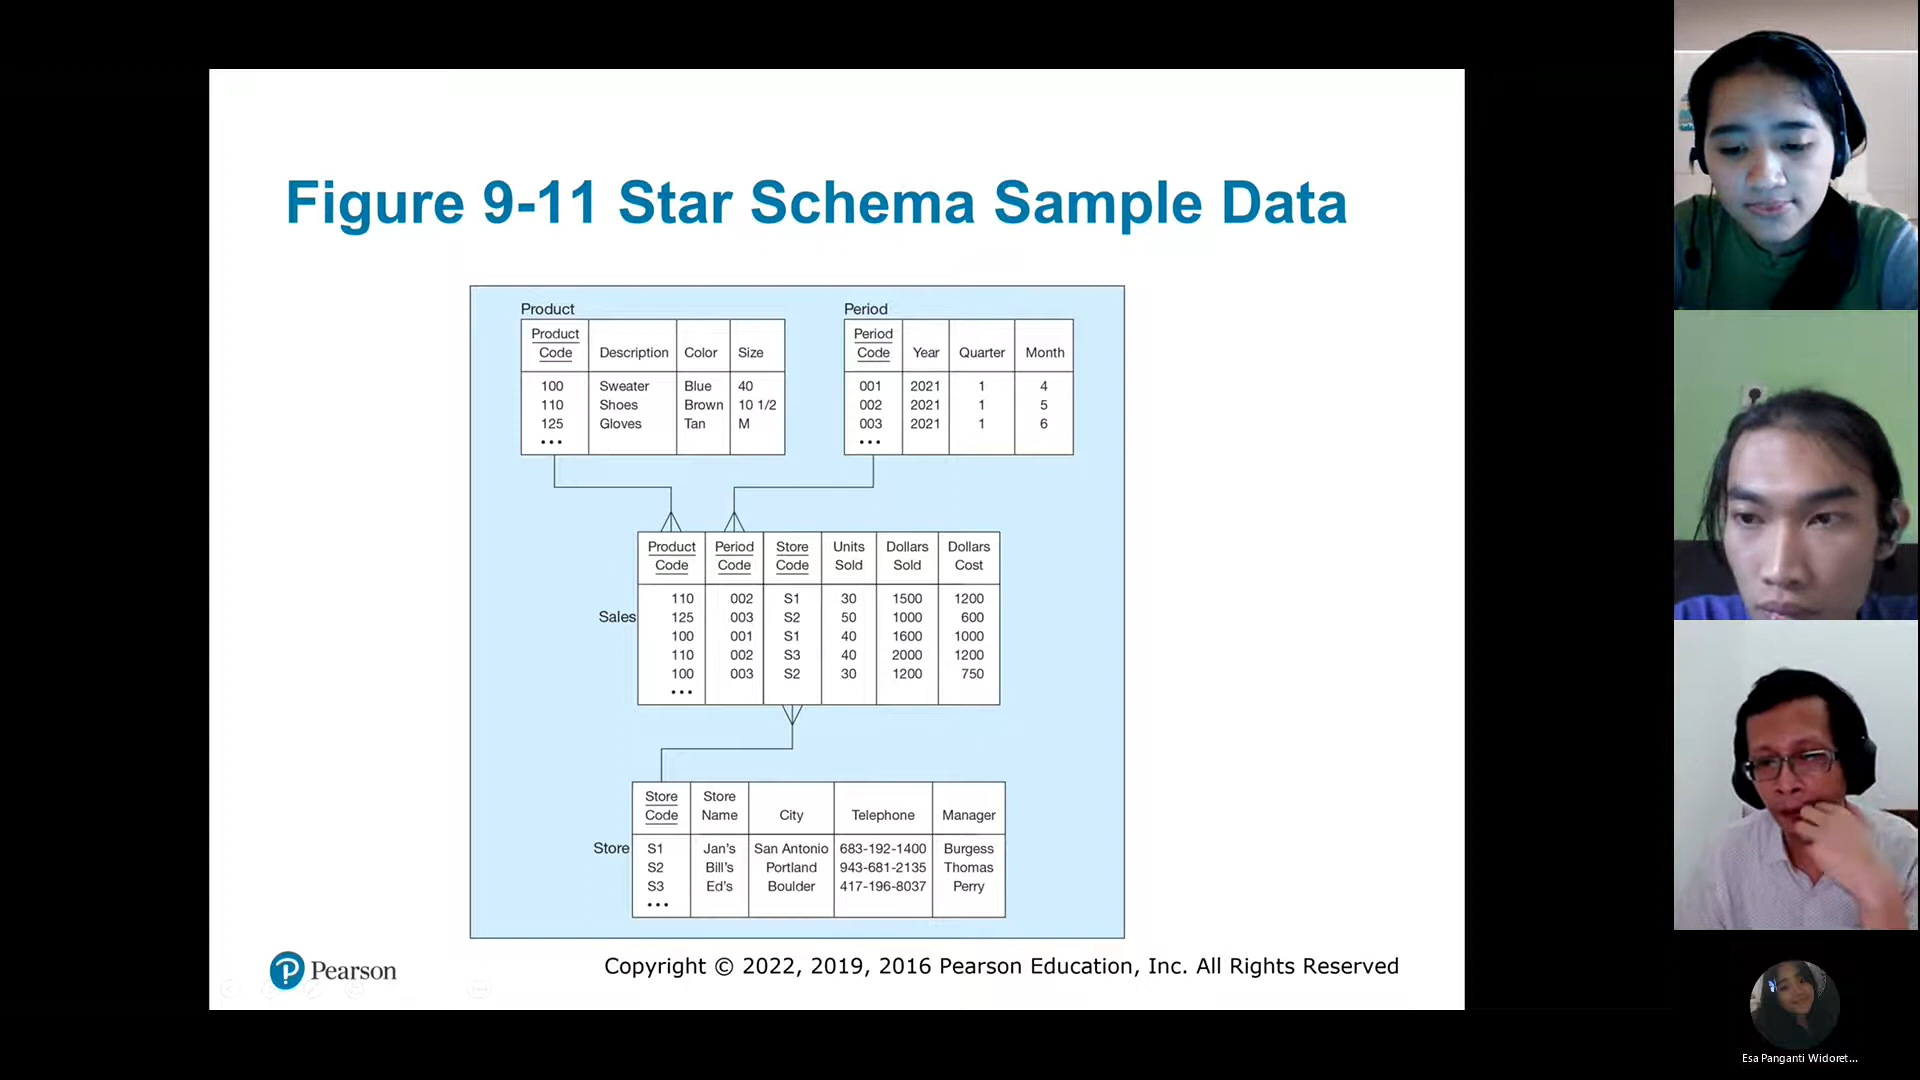 Figure 9-11 Star Schema Sample Data
Product
Product Code Description Color Size
100 Sweater Blue 40
110 Shoes Brown 10 1/2
125 Gloves Tan M
•••
Period
Period Code Year Quarter Month
001 2021 1 4
002 2021 1 5
003 2021 1 6
•••
Sales
Product Code Period Code Store Code Units Sold Dollars Sold Dollars Cost
110 002 S1 30 1500 1200
125 003 S2 50 1000 600
100 001 S1 40 1600 1000
110 002 S3 40 2000 1200
100 003 S2 30 1200 750
•••
Store
Store Code Store Name City Telephone Manager
S1 Jan's San Antonio 683-192-1400 Burgess
S2 Bill's Portland 943-681-2135 Thomas
S3 Ed's Boulder 417-196-8037 Perry
•••
Pearson
Copyright © 2022, 2019, 2016 Pearson Education, Inc. All Rights Reserved
Esa Panganti Widoret...